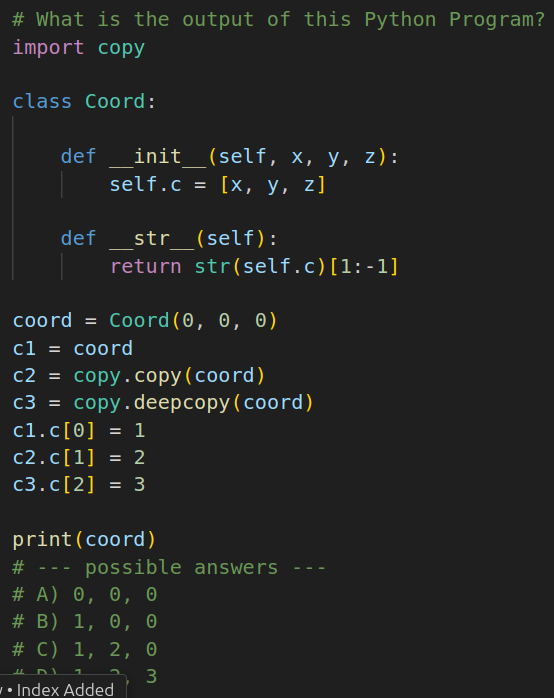 # What is the output of this Python Program?
import copy
class Coord:
    def __init__(self, x, y, z):
        self.c = [x, y, z]
    def __str__(self):
        return str(self.c)[1:-1]
coord = Coord(0, 0, 0)
c1 = coord
c2 = copy.copy(coord)
c3 = copy.deepcopy(coord)
c1.c[0] = 1
c2.c[1] = 2
c3.c[2] = 3
print(coord)
# --- possible answers ---
# A) 0, 0, 0
# B) 1, 0, 0
# C) 1, 2, 0
, 3
• Index Added